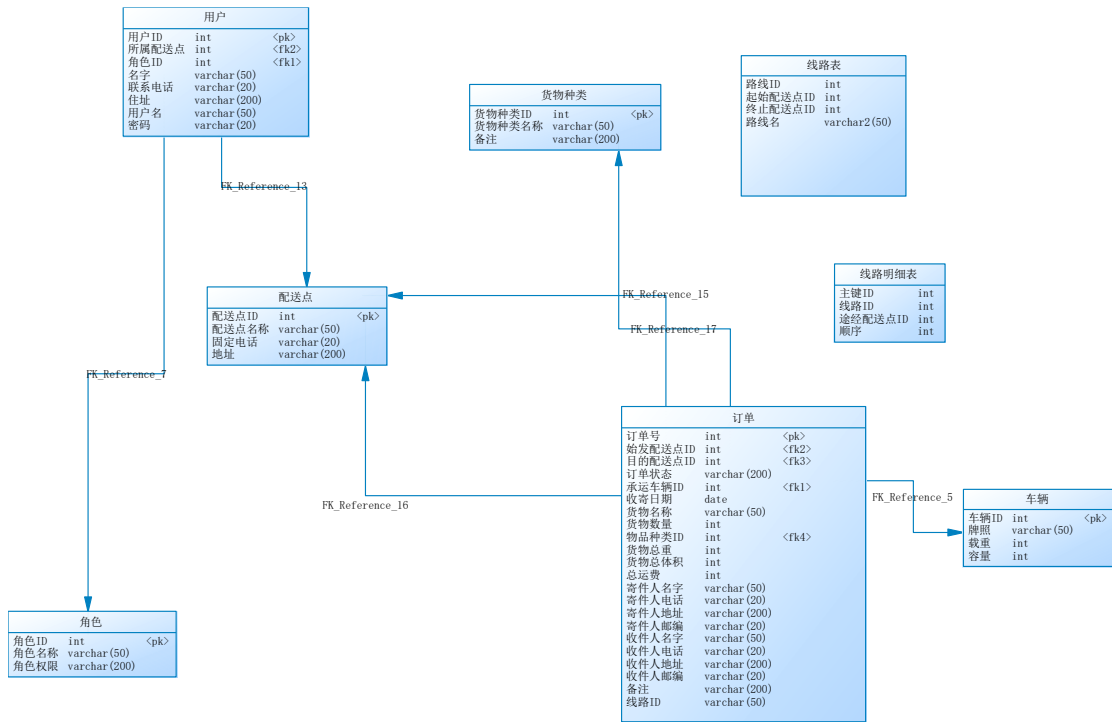 用户
用户ID int <pk>
所属配送点 int <fk2>
角色ID int <fk1>
名字 varchar(50)
联系电话 varchar(20)
住址 varchar(200)
用户名 varchar(50)
密码 varchar(20)
货物种类
货物种类ID int <pk>
货物种类名称 varchar(50)
备注 varchar(200)
线路表
路线ID int
起始配送点ID int
终止配送点ID int
路线名 varchar2(50)
FK_Reference_13
配送点
配送点ID int <pk>
配送点名称 varchar(50)
固定电话 varchar(20)
地址 varchar(200)
FK_Reference_15
FK_Reference_17
线路明细表
主键ID int
线路ID int
途经配送点ID int
顺序 int
FK_Reference_7
订单
订单号 int <pk>
始发配送点ID int <fk2>
目的配送点ID int <fk3>
订单状态 varchar(200)
承运车辆ID int <fk1>
收寄日期 date
货物名称 varchar(50)
货物数量 int
物品种类ID int <fk4>
货物总重 int
货物总体积 int
总运费 int
寄件人名字 varchar(50)
寄件人电话 varchar(20)
寄件人地址 varchar(200)
寄件人邮编 varchar(20)
收件人名字 varchar(50)
收件人电话 varchar(20)
收件人地址 varchar(200)
收件人邮编 varchar(20)
备注 varchar(200)
线路ID varchar(50)
FK_Reference_16
FK_Reference_5
车辆
车辆ID int <pk>
牌照 varchar(50)
载重 int
容量 int
角色
角色ID int <pk>
角色名称 varchar(50)
角色权限 varchar(200)